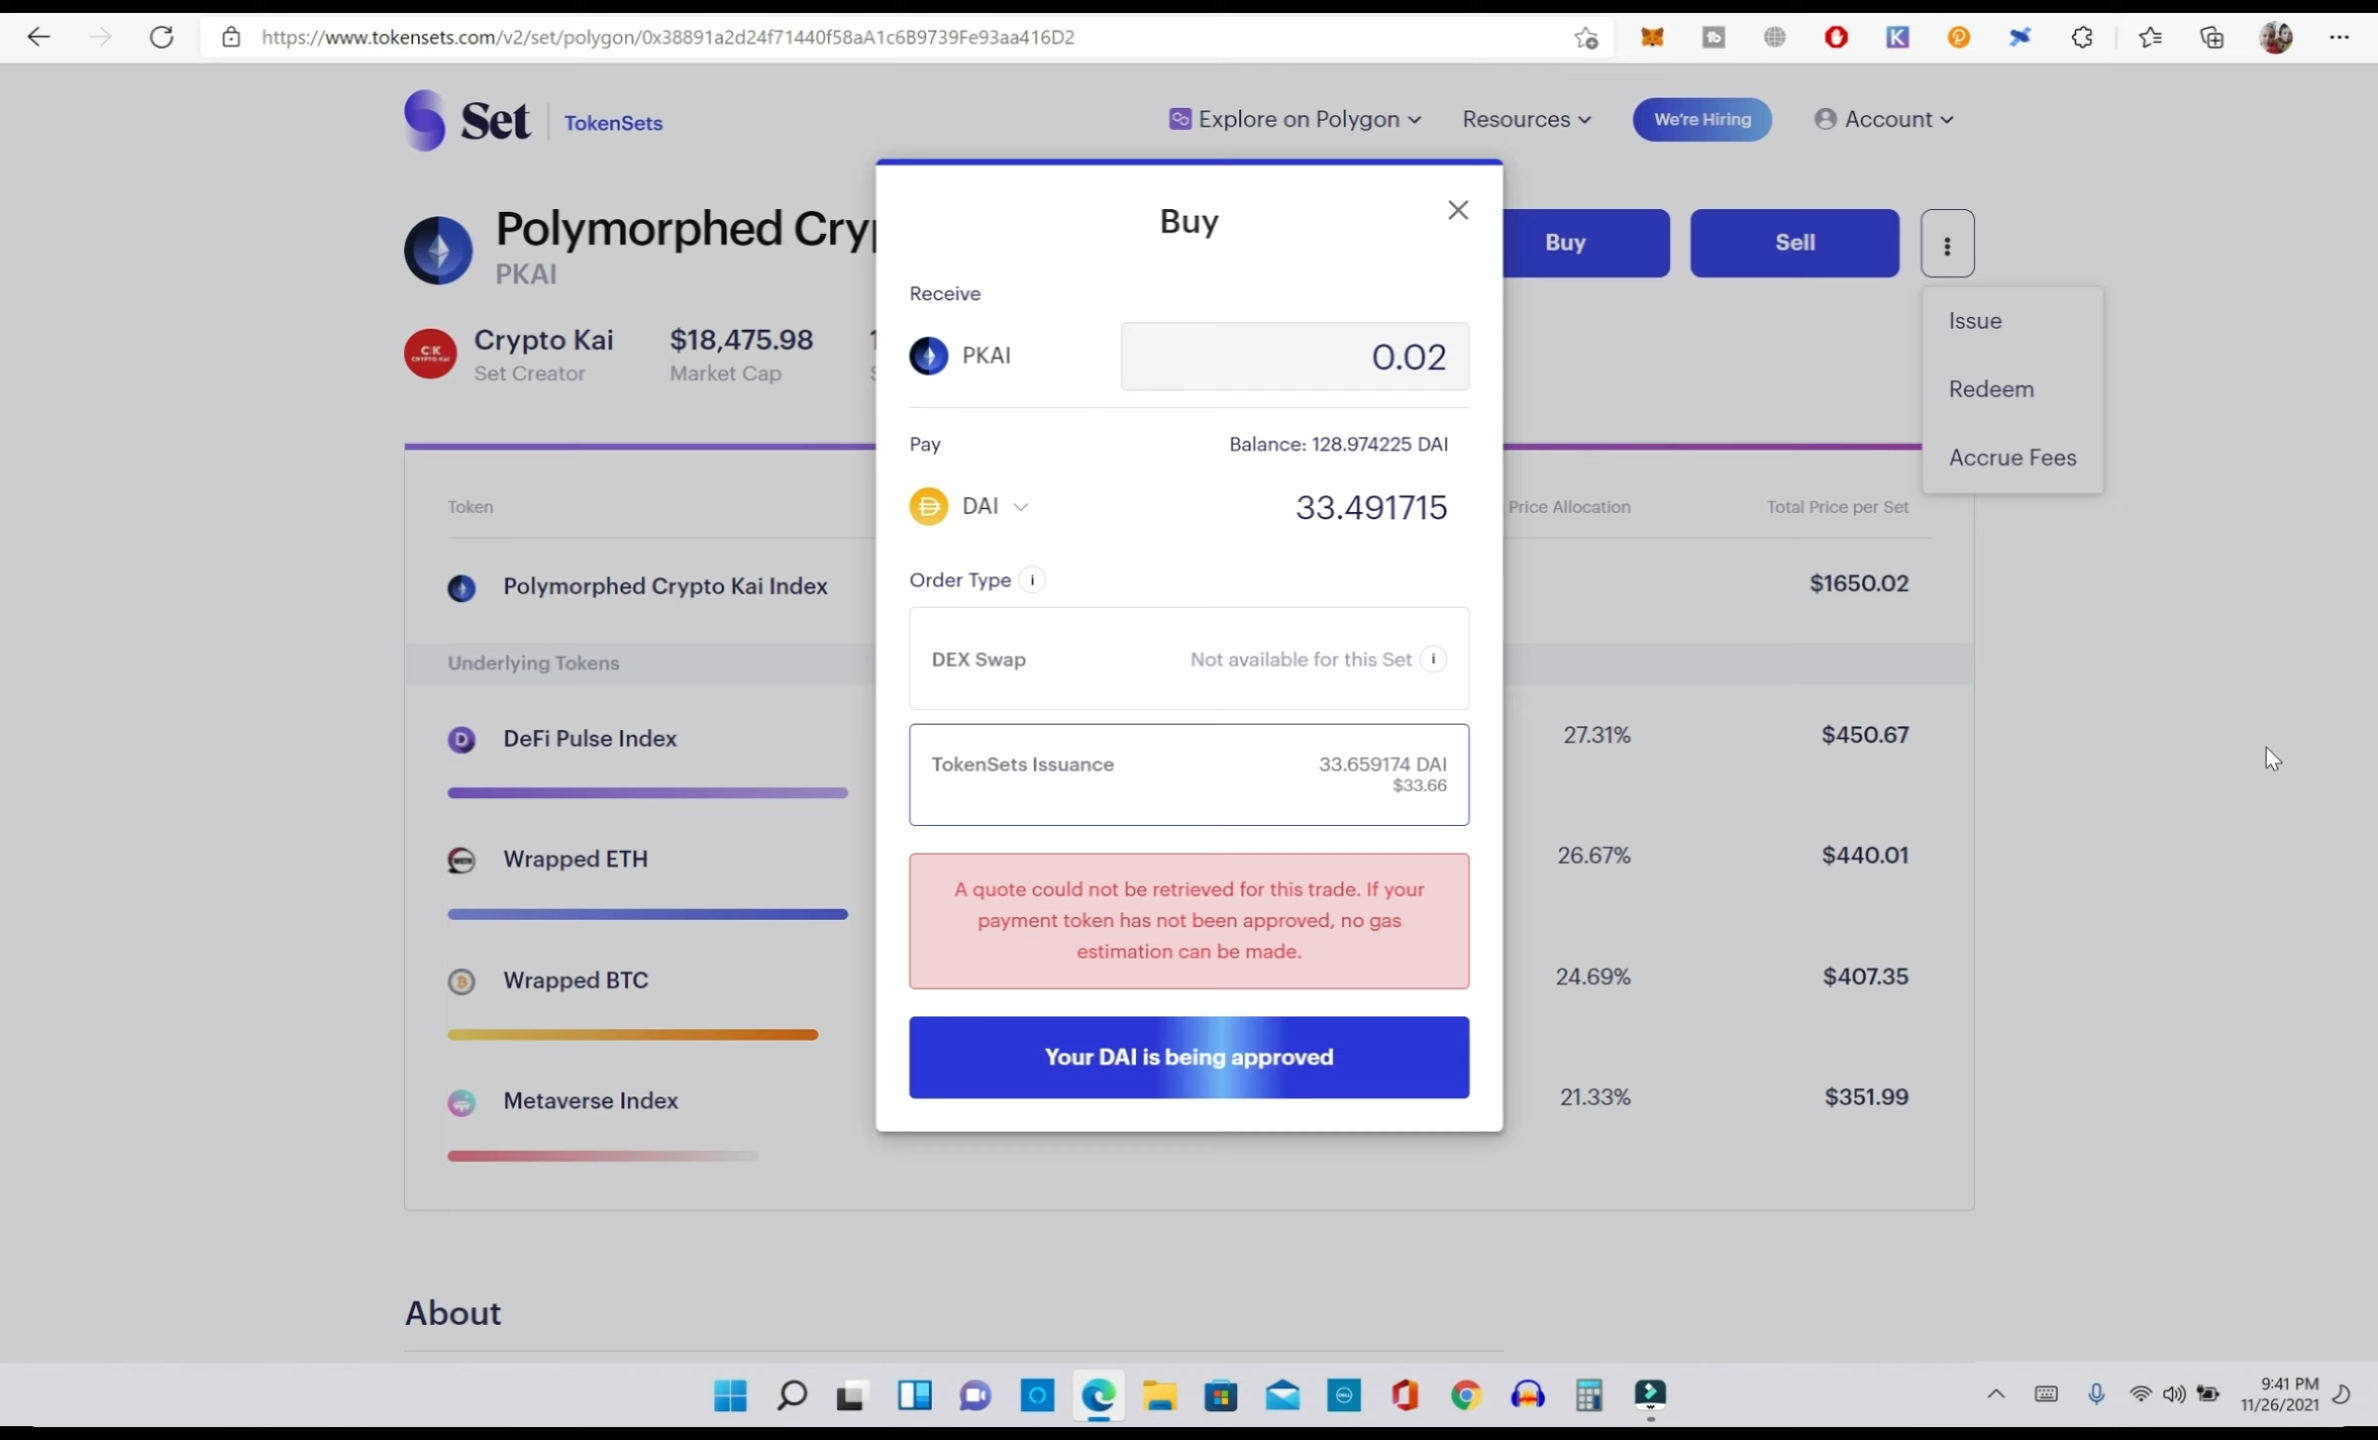 https://www.tokensets.com/v2/set/polygon/0x38891a2d24f71440f58aA1c6B9739Fe93aa416D2
Set TokenSets
Explore on Polygon
Resources
We're Hiring
Account
Polymorphed Cryp
PKAI
Buy
Sell
Issue
Redeem
Accrue Fees
CK
CRYPTO KAI
Crypto Kai
Set Creator
$18,475.98
Market Cap
Token
Price Allocation
Total Price per Set
Polymorphed Crypto Kai Index
$1650.02
Underlying Tokens
DeFi Pulse Index
27.31%
$450.67
Wrapped ETH
26.67%
$440.01
Wrapped BTC
24.69%
$407.35
Metaverse Index
21.33%
$351.99
About
Buy
Receive
PKAI
0.02
Pay
Balance: 128.974225 DAI
DAI
33.491715
Order Type
DEX Swap
Not available for this Set
TokenSets Issuance
33.659174 DAI
$33.66
A quote could not be retrieved for this trade. If your
payment token has not been approved, no gas
estimation can be made.
Your DAI is being approved
9:41 PM
11/26/2021